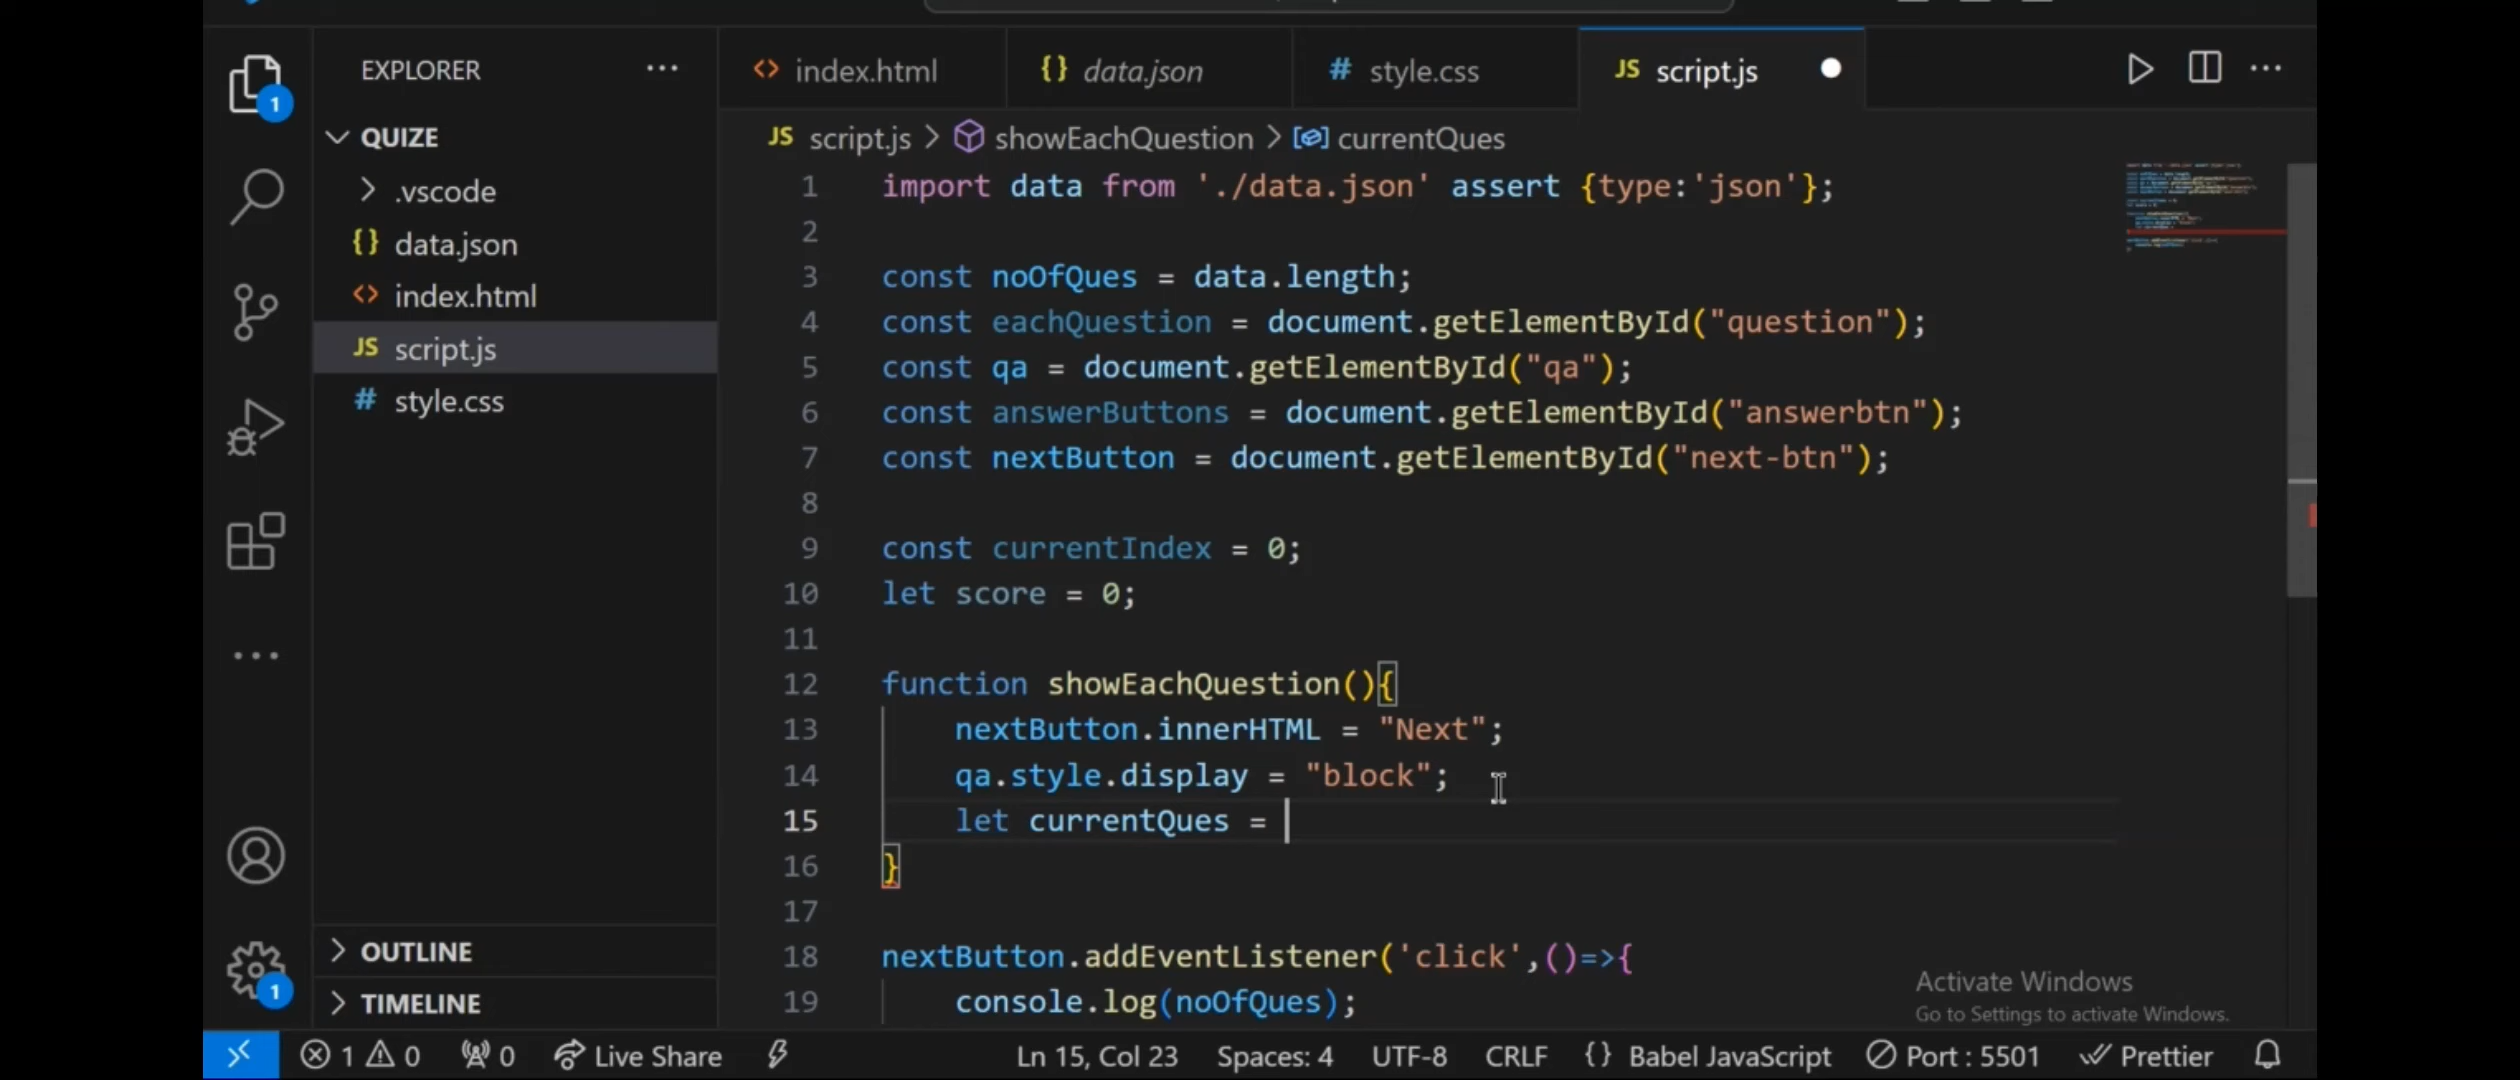 EXPLORER
index.html
data.json
style.css
JS script.js
1
QUIZE
JS script.js > showEachQuestion > currentQues
.vscode
data.json
index.html
JS script.js
style.css
1 import data from './data.json' assert {type:'json'};
2
3 const noOfQues = data.length;
4 const eachQuestion = document.getElementById("question");
5 const qa = document.getElementById("qa");
6 const answerButtons = document.getElementById("answerbtn");
7 const nextButton = document.getElementById("next-btn");
8
9 const currentIndex = 0;
10 let score = 0;
11
12 function showEachQuestion(){
13 nextButton.innerHTML = "Next";
14 qa.style.display = "block";
15 let currentQues =
16 }
17
18 nextButton.addEventListener('click',()=>{
19 console.log(noOfQues);
OUTLINE
TIMELINE
1
Activate Windows
Go to Settings to activate Windows.
1 0 0 Live Share Ln 15, Col 23 Spaces: 4 UTF-8 CRLF {} Babel JavaScript Port : 5501 Prettier